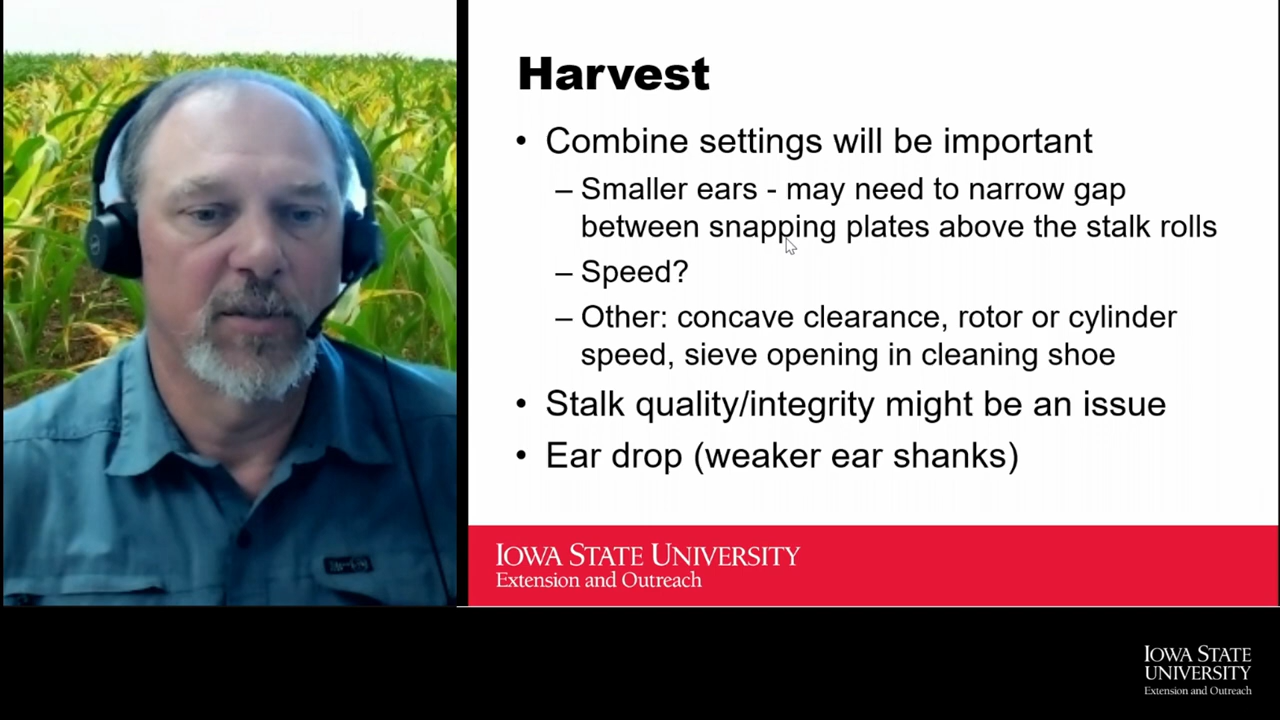 Harvest
• Combine settings will be important
– Smaller ears - may need to narrow gap
between snapping plates above the stalk rolls
– Speed?
– Other: concave clearance, rotor or cylinder
speed, sieve opening in cleaning shoe
• Stalk quality/integrity might be an issue
• Ear drop (weaker ear shanks)
IOWA STATE UNIVERSITY
Extension and Outreach
IOWA STATE
UNIVERSITY
Extension and Outreach